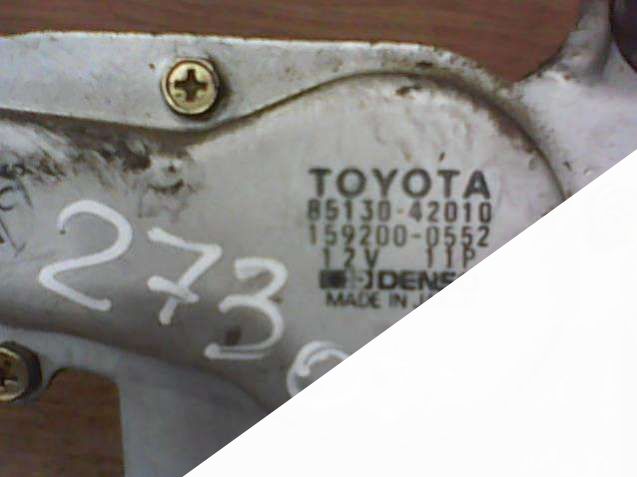 TOYOTA
85130-42010
159200-0552
12V 11P
DENS
MADE IN J
273